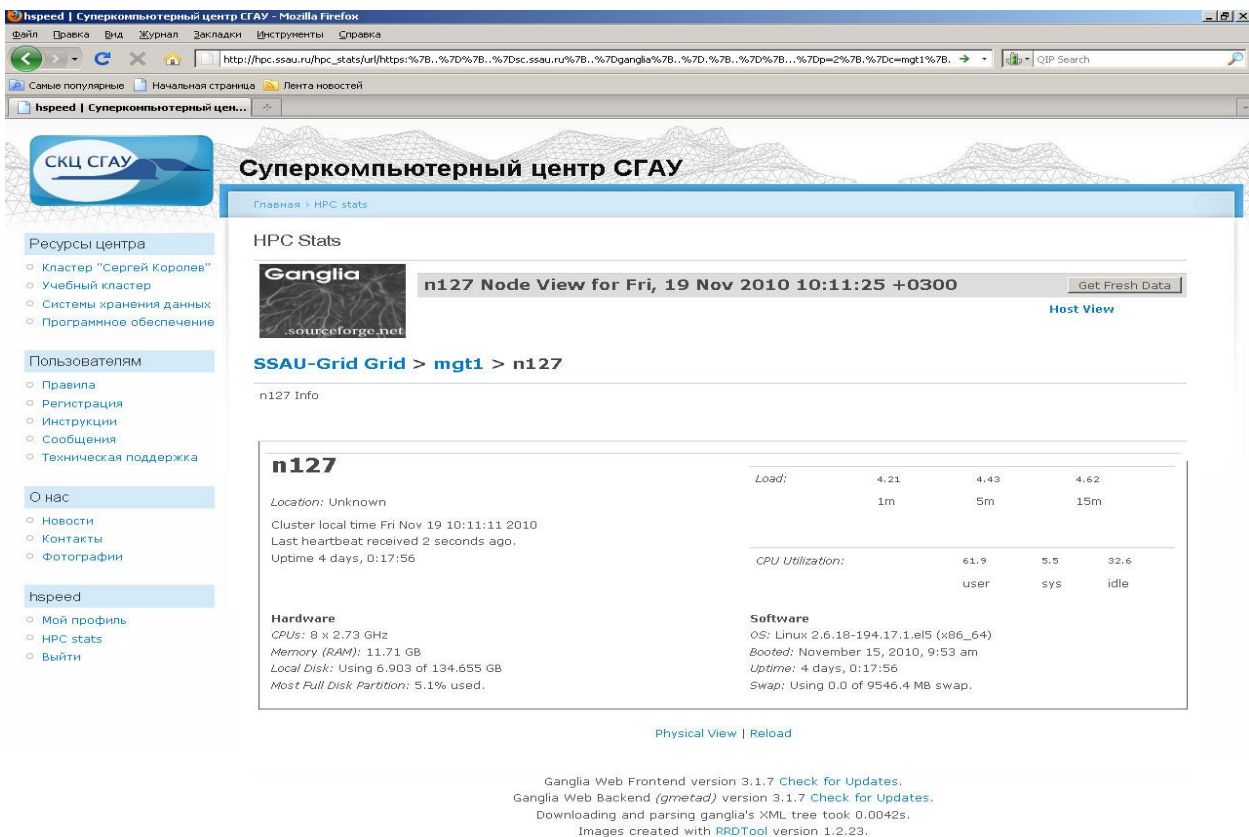 hspeed | Суперкомпьютерный центр СГАУ - Mozilla Firefox
Файл Правка Вид Журнал Закладки Инструменты Справка
http://hpc.ssau.ru/hpc_stats/url/https:%7B..%7D%7B..%7Dsc.ssau.ru%7B..%7Dganglia%7B..%7D.%7B..%7D%7B...%7Dp=2%7B.%7Dc=mgt1%7B. QIP Search
Самые популярные Начальная страница Лента новостей
hspeed | Суперкомпьютерный цен...
СКЦ СГАУ
Суперкомпьютерный центр СГАУ
Главная › HPC stats
Ресурсы центра
Кластер "Сергей Королев"
Учебный кластер
Системы хранения данных
Программное обеспечение
Пользователям
Правила
Регистрация
Инструкции
Сообщения
Техническая поддержка
О нас
Новости
Контакты
Фотографии
hspeed
Мой профиль
HPC stats
Выйти
HPC Stats
Ganglia
.sourceforge.net
n127 Node View for Fri, 19 Nov 2010 10:11:25 +0300
Get Fresh Data
Host View
SSAU-Grid Grid > mgt1 > n127
n127 Info
n127
Location: Unknown
Cluster local time Fri Nov 19 10:11:11 2010
Last heartbeat received 2 seconds ago.
Uptime 4 days, 0:17:56
Load: 4.21 4.43 4.62
1m 5m 15m
CPU Utilization: 61.9 5.5 32.6
user sys idle
Hardware
CPUs: 8 x 2.73 GHz
Memory (RAM): 11.71 GB
Local Disk: Using 6.903 of 134.655 GB
Most Full Disk Partition: 5.1% used.
Software
OS: Linux 2.6.18-194.17.1.el5 (x86_64)
Booted: November 15, 2010, 9:53 am
Uptime: 4 days, 0:17:56
Swap: Using 0.0 of 9546.4 MB swap.
Physical View | Reload
Ganglia Web Frontend version 3.1.7 Check for Updates.
Ganglia Web Backend (gmetad) version 3.1.7 Check for Updates.
Downloading and parsing ganglia's XML tree took 0.0042s.
Images created with RRDTool version 1.2.23.